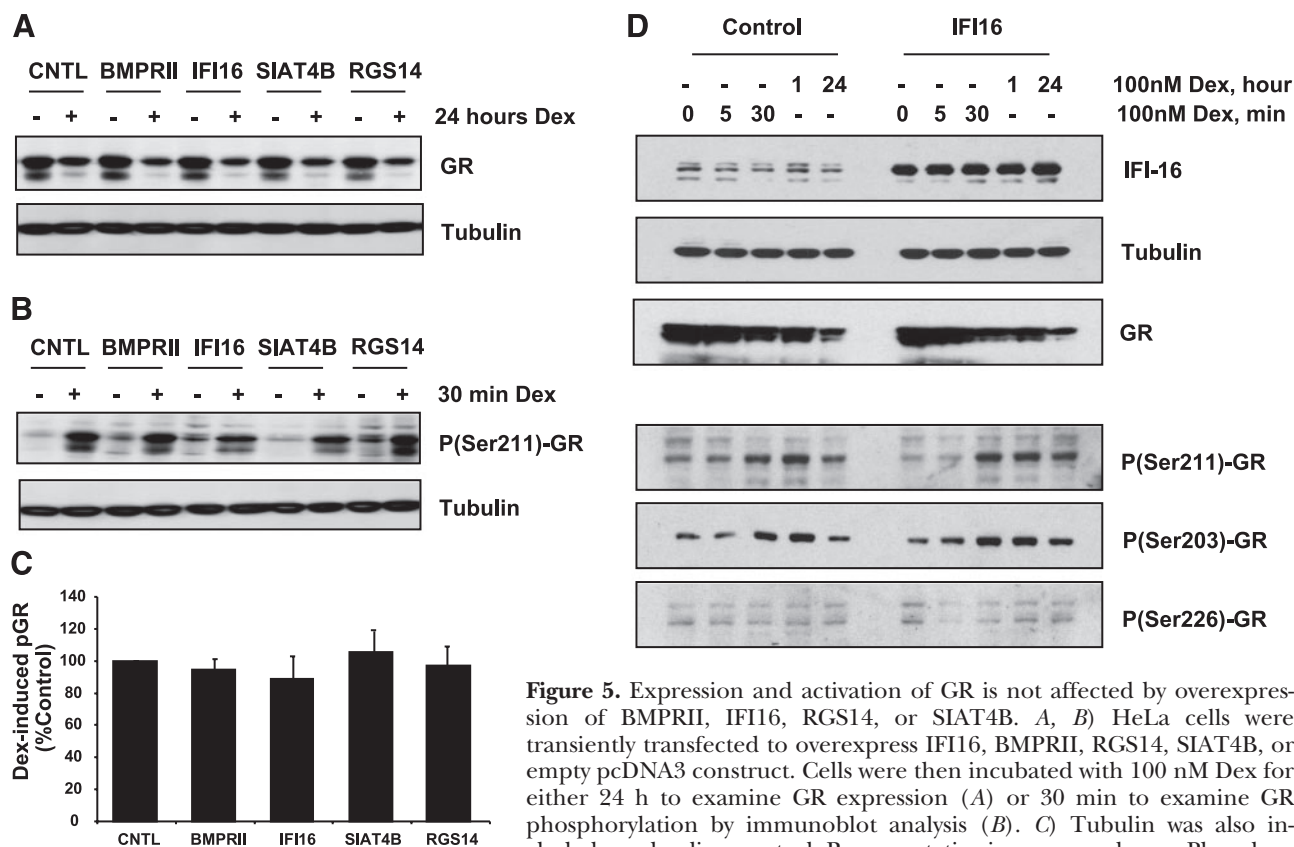 A
CNTL BMPRII IFI16 SIAT4B RGS14
- + - + - + - + - + 24 hours Dex
GR
Tubulin
B
CNTL BMPRII IFI16 SIAT4B RGS14
- + - + - + - + - + 30 min Dex
P(Ser211)-GR
Tubulin
C
Dex-induced pGR
(%Control)
140
120
100
80
60
40
20
0
CNTL BMPRII IFI16 SIAT4B RGS14
D
Control IFI16
- - - 1 24 - - - 1 24 100nM Dex, hour
0 5 30 - - 0 5 30 - - 100nM Dex, min
IFI-16
Tubulin
GR
P(Ser211)-GR
P(Ser203)-GR
P(Ser226)-GR
Figure 5. Expression and activation of GR is not affected by overexpres-
sion of BMPRII, IFI16, RGS14, or SIAT4B. A, B) HeLa cells were
transiently transfected to overexpress IFI16, BMPRII, RGS14, SIAT4B, or
empty pcDNA3 construct. Cells were then incubated with 100 nM Dex for
either 24 h to examine GR expression (A) or 30 min to examine GR
phosphorylation by immunoblot analysis (B). C) Tubulin was also in-